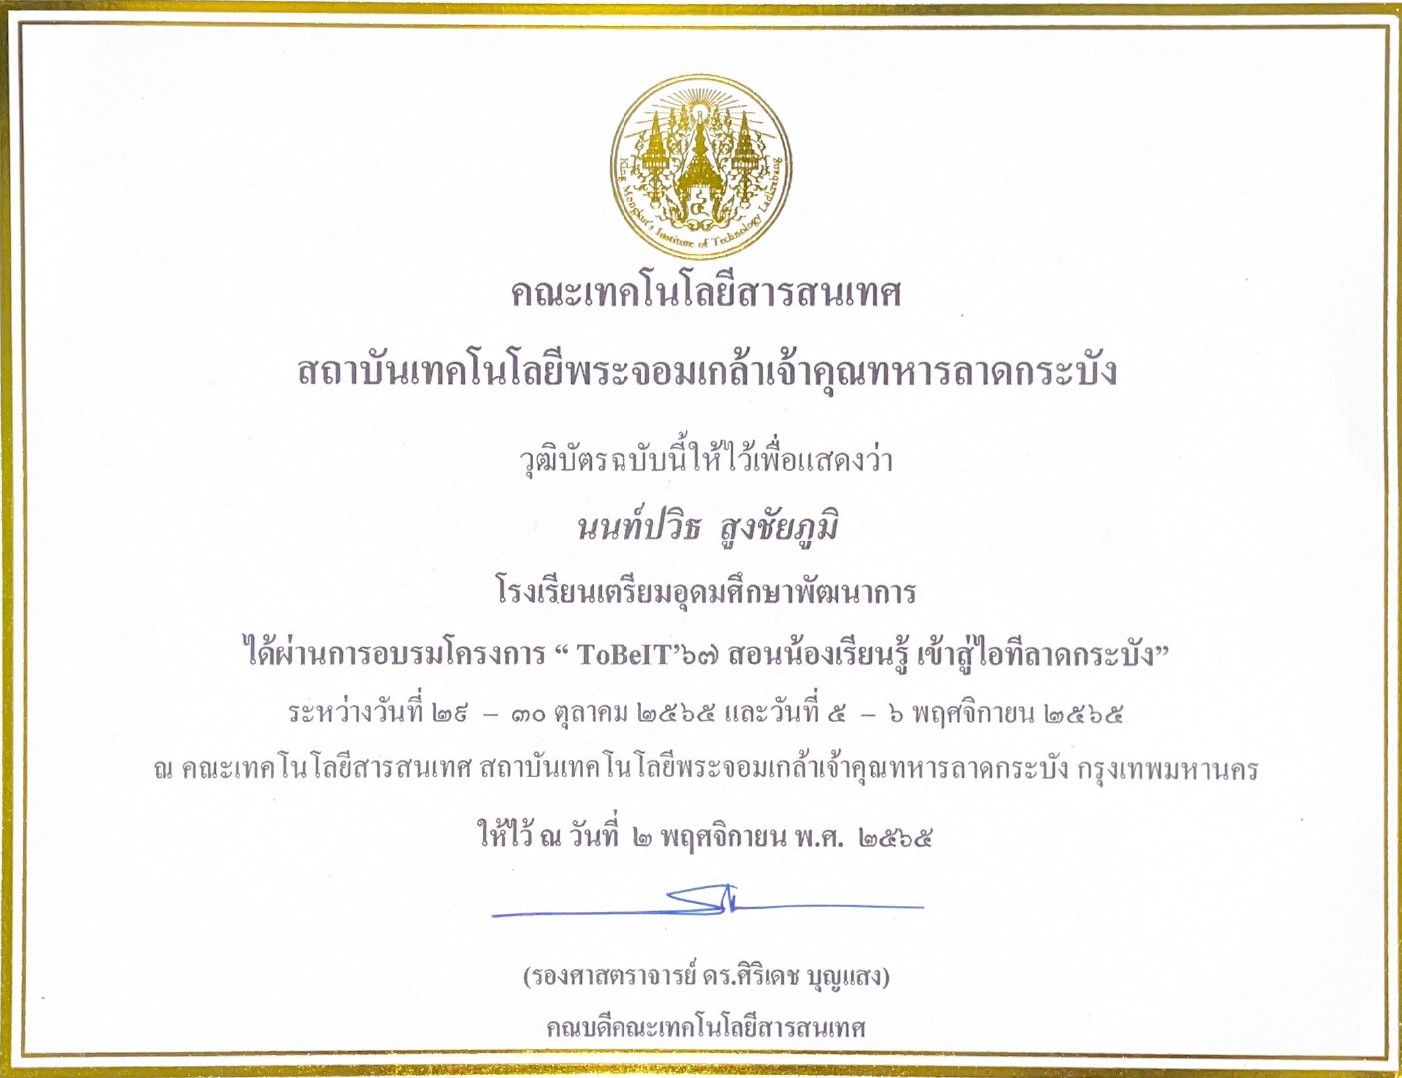 King Mongkut's Institute of Technology Ladkrabang
คณะเทคโนโลยีสารสนเทศ
สถาบันเทคโนโลยีพระจอมเกล้าเจ้าคุณทหารลาดกระบัง
วุฒิบัตรฉบับนี้ให้ไว้เพื่อแสดงว่า
นนท์ปวิธ สูงชัยภูมิ
โรงเรียนเตรียมอุดมศึกษาพัฒนาการ
ได้ผ่านการอบรมโครงการ “ ToBeIT’๖๗ สอนน้องเรียนรู้ เข้าสู่ไอทีลาดกระบัง”
ระหว่างวันที่ ๒๙ – ๓๐ ตุลาคม ๒๕๖๕ และวันที่ ๕ – ๖ พฤศจิกายน ๒๕๖๕
ณ คณะเทคโนโลยีสารสนเทศ สถาบันเทคโนโลยีพระจอมเกล้าเจ้าคุณทหารลาดกระบัง กรุงเทพมหานคร
ให้ไว้ ณ วันที่ ๒ พฤศจิกายน พ.ศ. ๒๕๖๕
(รองศาสตราจารย์ ดร.ศิริเดช บุญแสง)
คณบดีคณะเทคโนโลยีสารสนเทศ